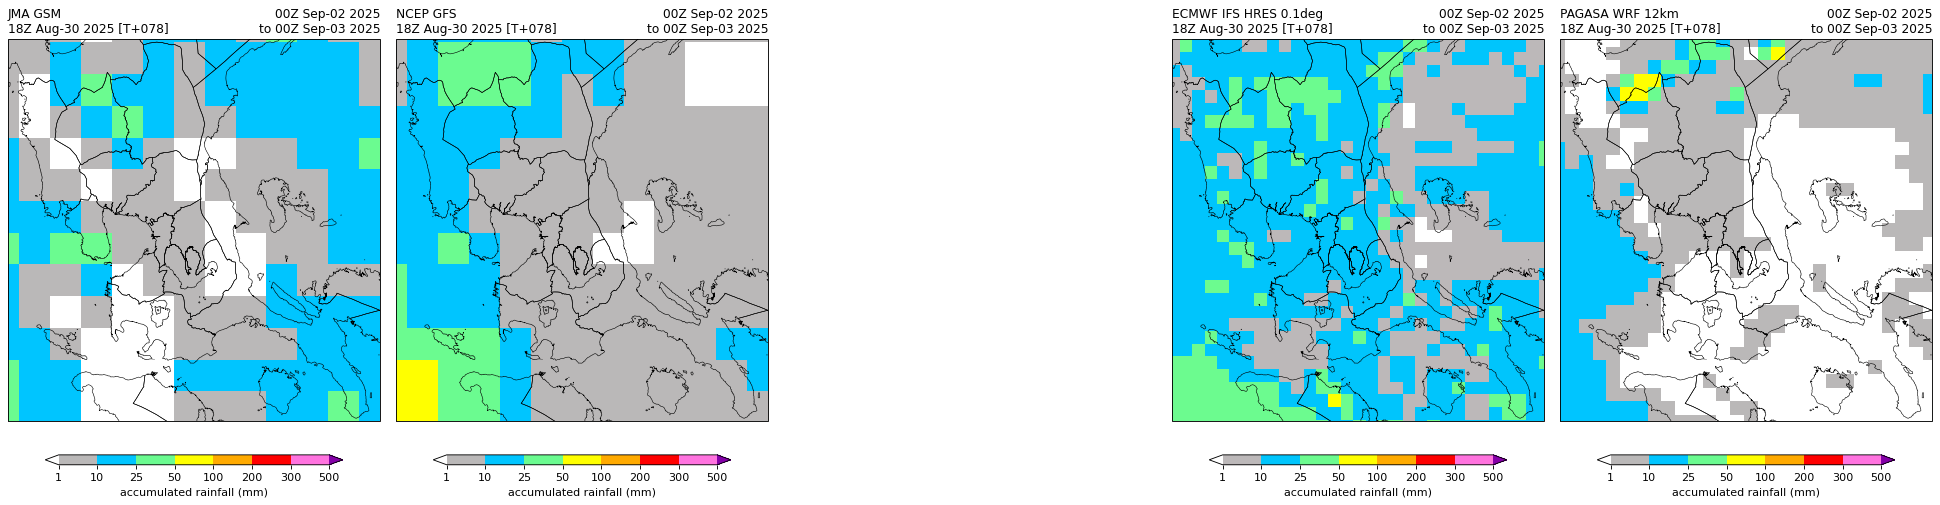 JMA GSM 00Z Sep-02 2025
18Z Aug-30 2025 [T+078] to 00Z Sep-03 2025
NCEP GFS 00Z Sep-02 2025
18Z Aug-30 2025 [T+078] to 00Z Sep-03 2025
ECMWF IFS HRES 0.1deg 00Z Sep-02 2025
18Z Aug-30 2025 [T+078] to 00Z Sep-03 2025
PAGASA WRF 12km 00Z Sep-02 2025
18Z Aug-30 2025 [T+078] to 00Z Sep-03 2025
1 10 25 50 100 200 300 500
accumulated rainfall (mm)
1 10 25 50 100 200 300 500
accumulated rainfall (mm)
1 10 25 50 100 200 300 500
accumulated rainfall (mm)
1 10 25 50 100 200 300 500
accumulated rainfall (mm)